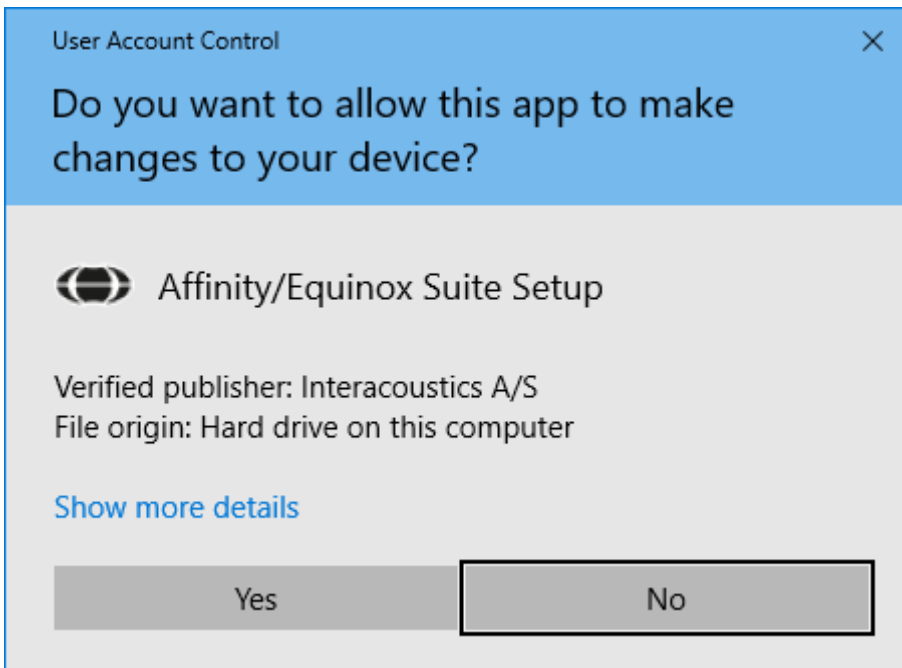 User Account Control
Do you want to allow this app to make
changes to your device?
Affinity/Equinox Suite Setup
Verified publisher: Interacoustics A/S
File origin: Hard drive on this computer
Show more details
Yes
No